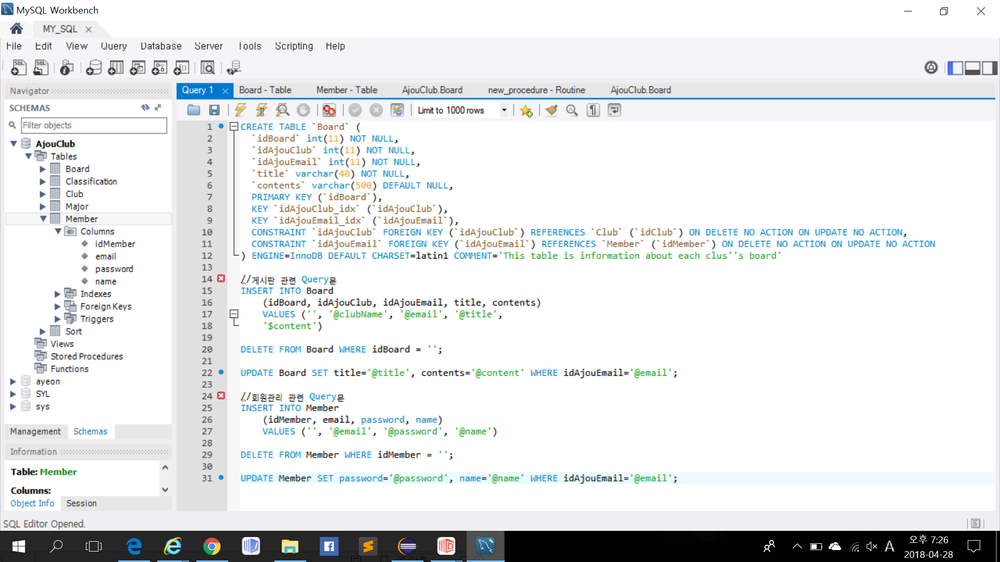 MySQL Workbench
MY_SQL
File Edit View Query Database Server Tools Scripting Help
Navigator
SCHEMAS
Filter objects
AjouClub
Tables
Board
Classification
Club
Major
Member
Columns
idMember
email
password
name
Indexes
Foreign Keys
Triggers
Sort
Views
Stored Procedures
Functions
ayeon
SYL
sys
Management Schemas
Information
Table: Member
Columns:
Object Info Session
Query 1 Board - Table Member - Table AjouClub.Board new_procedure - Routine AjouClub.Board
Limit to 1000 rows
1 CREATE TABLE `Board` (
2 `idBoard` int(11) NOT NULL,
3 `idAjouClub` int(11) NOT NULL,
4 `idAjouEmail` int(11) NOT NULL,
5 `title` varchar(40) NOT NULL,
6 `contents` varchar(500) DEFAULT NULL,
7 PRIMARY KEY (`idBoard`),
8 KEY `idAjouClub_idx` (`idAjouClub`),
9 KEY `idAjouEmail_idx` (`idAjouEmail`),
10 CONSTRAINT `idAjouClub` FOREIGN KEY (`idAjouClub`) REFERENCES `Club` (`idClub`) ON DELETE NO ACTION ON UPDATE NO ACTION,
11 CONSTRAINT `idAjouEmail` FOREIGN KEY (`idAjouEmail`) REFERENCES `Member` (`idMember`) ON DELETE NO ACTION ON UPDATE NO ACTION
12 ) ENGINE=InnoDB DEFAULT CHARSET=latin1 COMMENT='This table is information about each clus''s board'
13
14 //게시판 관련 Query문
15 INSERT INTO Board
16 (idBoard, idAjouClub, idAjouEmail, title, contents)
17 VALUES ('', '@clubName', '@email', '@title',
18 '$content')
19
20 DELETE FROM Board WHERE idBoard = '';
21
22 UPDATE Board SET title='@title', contents='@content' WHERE idAjouEmail='@email';
23
24 //회원관리 관련 Query문
25 INSERT INTO Member
26 (idMember, email, password, name)
27 VALUES ('', '@email', '@password', '@name')
28
29 DELETE FROM Member WHERE idMember = '';
30
31 UPDATE Member SET password='@password', name='@name' WHERE idAjouEmail='@email';
SQL Editor Opened.
A
오후 7:26
2018-04-28